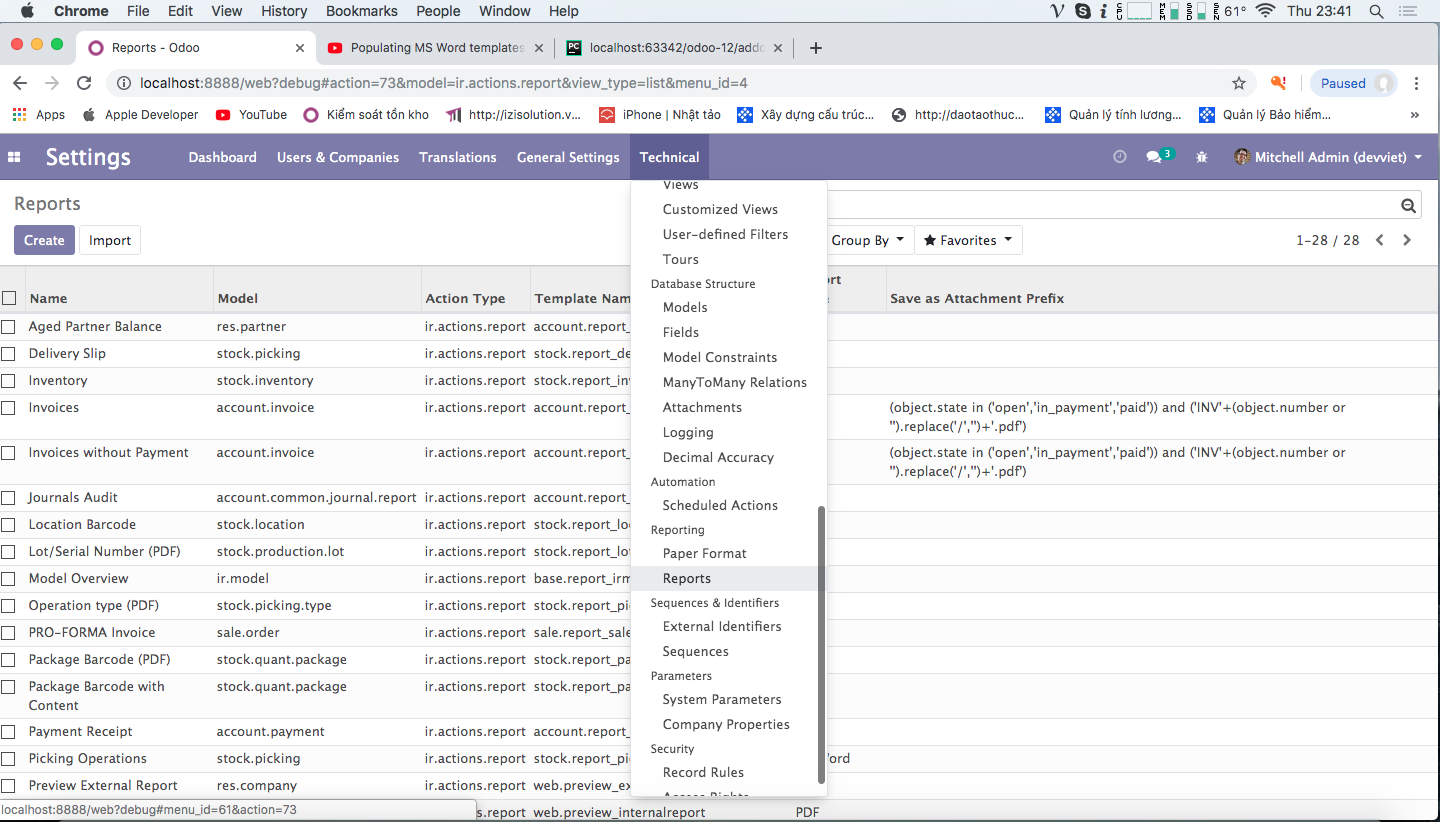 Chrome File Edit View History Bookmarks People Window Help 61° Thu 23:41
Reports - Odoo Populating MS Word templates localhost:63342/odoo-12/addo
localhost:8888/web?debug#action=73&model=ir.actions.report&view_type=list&menu_id=4 Paused
Apps Apple Developer YouTube Kiểm soát tồn kho http://izisolution.v... iPhone | Nhật tảo Xây dựng cấu trúc... http://daotaothuc... Quản lý tính lương... Quản lý Bảo hiểm... »
Settings Dashboard Users & Companies Translations General Settings Technical 3 Mitchell Admin (devviet)
Reports
Create Import
Group By Favorites 1-28 / 28
Name Model Action Type Template Nam Save as Attachment Prefix
Aged Partner Balance res.partner ir.actions.report account.report_
Delivery Slip stock.picking ir.actions.report stock.report_de
Inventory stock.inventory ir.actions.report stock.report_inv
Invoices account.invoice ir.actions.report account.report_ (object.state in ('open','in_payment','paid')) and ('INV'+(object.number or
'').replace('/','')+'.pdf')
Invoices without Payment account.invoice ir.actions.report account.report_ (object.state in ('open','in_payment','paid')) and ('INV'+(object.number or
'').replace('/','')+'.pdf')
Journals Audit account.common.journal.report ir.actions.report account.report_
Location Barcode stock.location ir.actions.report stock.report_lo
Lot/Serial Number (PDF) stock.production.lot ir.actions.report stock.report_lo
Model Overview ir.model ir.actions.report base.report_irm
Operation type (PDF) stock.picking.type ir.actions.report stock.report_pi
PRO-FORMA Invoice sale.order ir.actions.report sale.report_sale
Package Barcode (PDF) stock.quant.package ir.actions.report stock.report_pa
Package Barcode with stock.quant.package ir.actions.report stock.report_pa
Content
Payment Receipt account.payment ir.actions.report account.report_
Picking Operations stock.picking ir.actions.report stock.report_pi
Preview External Report res.company ir.actions.report web.preview_ex
s.report web.preview_internalreport PDF
Views
Customized Views
User-defined Filters
Tours
Database Structure
Models
Fields
Model Constraints
ManyToMany Relations
Attachments
Logging
Decimal Accuracy
Automation
Scheduled Actions
Reporting
Paper Format
Reports
Sequences & Identifiers
External Identifiers
Sequences
Parameters
System Parameters
Company Properties
Security
Record Rules
localhost:8888/web?debug#menu_id=61&action=73